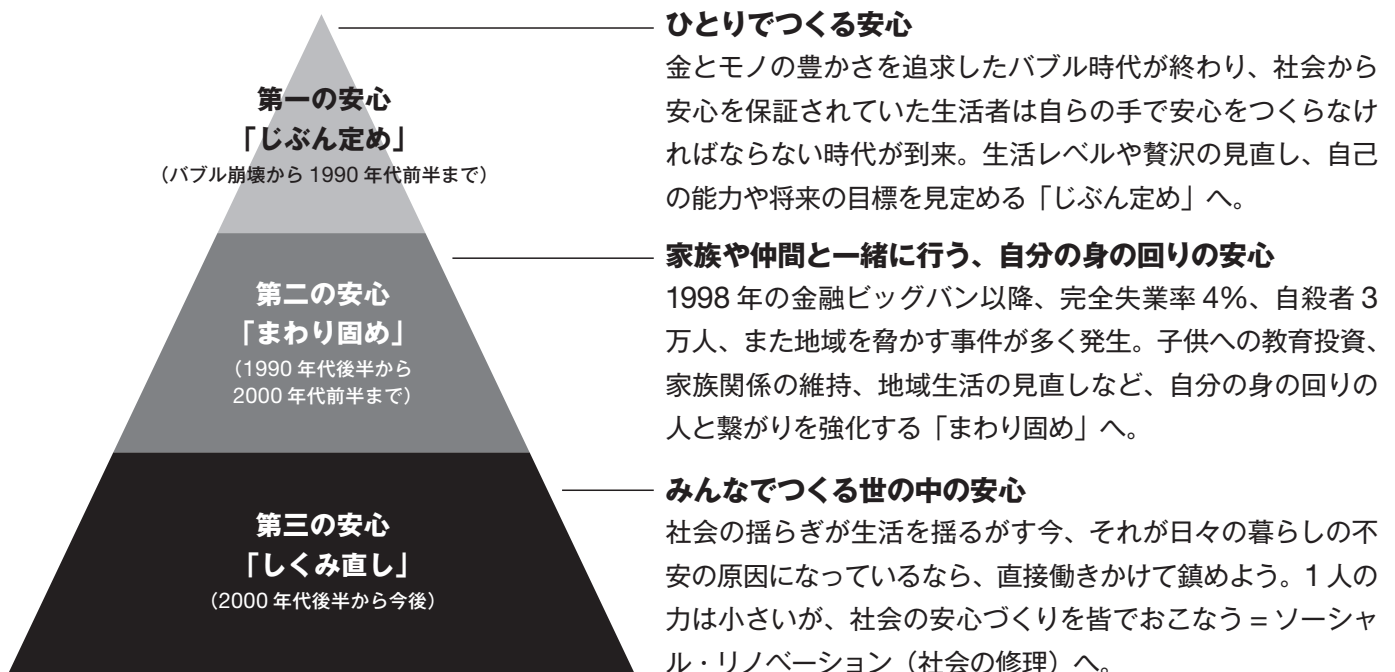 第一の安心
「じぶん定め」
（バブル崩壊から 1990 年代前半まで）
ひとりでつくる安心
金とモノの豊かさを追求したバブル時代が終わり、社会から
安心を保証されていた生活者は自らの手で安心をつくらなけ
ればならない時代が到来。生活レベルや贅沢の見直し、自己
の能力や将来の目標を見定める「じぶん定め」へ。
第二の安心
「まわり固め」
（1990 年代後半から
2000 年代前半まで）
家族や仲間と一緒に行う、自分の身の回りの安心
1998 年の金融ビッグバン以降、完全失業率 4%、自殺者 3
万人、また地域を脅かす事件が多く発生。子供への教育投資、
家族関係の維持、地域生活の見直しなど、自分の身の回りの
人と繋がりを強化する「まわり固め」へ。
第三の安心
「しくみ直し」
（2000 年代後半から今後）
みんなでつくる世の中の安心
社会の揺らぎが生活を揺るがす今、それが日々の暮らしの不
安の原因になっているなら、直接働きかけて鎮めよう。1 人の
力は小さいが、社会の安心づくりを皆でおこなう = ソーシャ
ル・リノベーション（社会の修理）へ。